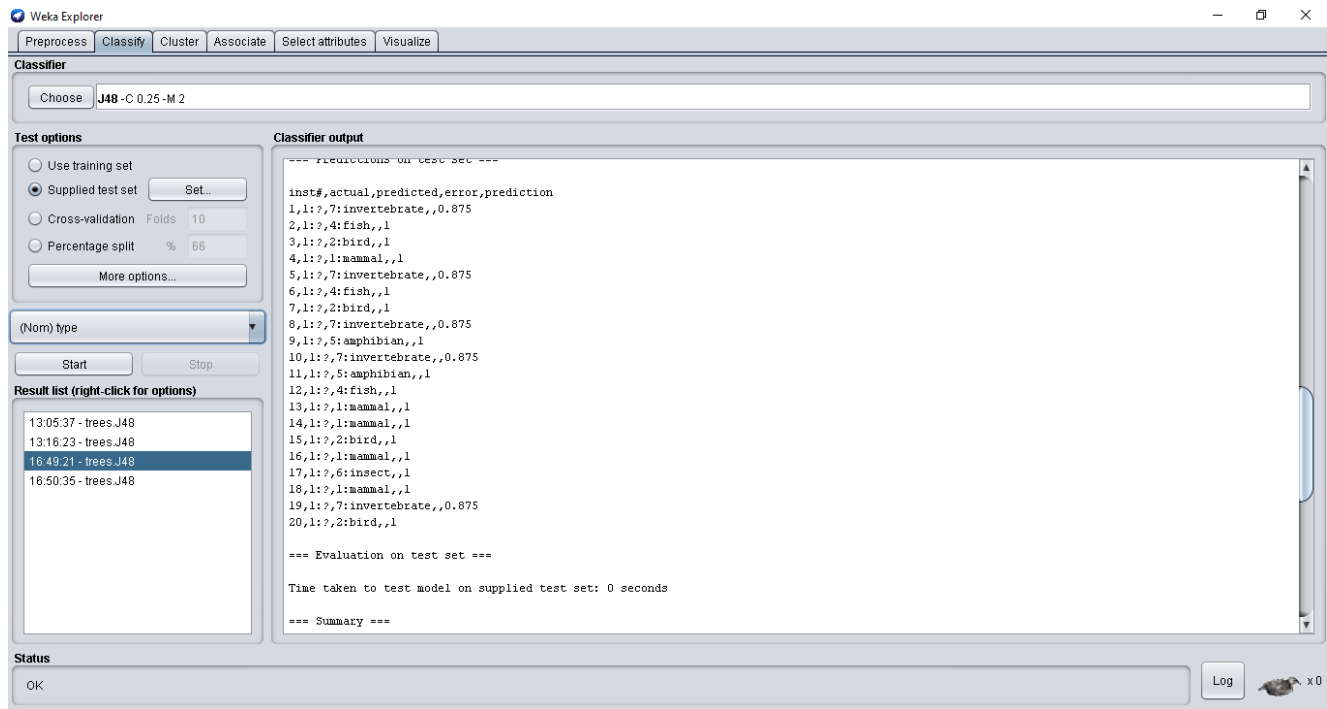 Weka Explorer
Preprocess Classify Cluster Associate Select attributes Visualize
Classifier
Choose J48 -C 0.25 -M 2
Test options
Use training set
Supplied test set Set...
Cross-validation Folds 10
Percentage split % 66
More options...
(Nom) type
Start Stop
Result list (right-click for options)
13:05:37 - trees.J48
13:16:23 - trees.J48
16:49:21 - trees.J48
16:50:35 - trees.J48
Classifier output
=== Predictions on test set ===
inst#,actual,predicted,error,prediction
1,1:?,7:invertebrate,,0.875
2,1:?,4:fish,,1
3,1:?,2:bird,,1
4,1:?,1:mammal,,1
5,1:?,7:invertebrate,,0.875
6,1:?,4:fish,,1
7,1:?,2:bird,,1
8,1:?,7:invertebrate,,0.875
9,1:?,5:amphibian,,1
10,1:?,7:invertebrate,,0.875
11,1:?,5:amphibian,,1
12,1:?,4:fish,,1
13,1:?,1:mammal,,1
14,1:?,1:mammal,,1
15,1:?,2:bird,,1
16,1:?,1:mammal,,1
17,1:?,6:insect,,1
18,1:?,1:mammal,,1
19,1:?,7:invertebrate,,0.875
20,1:?,2:bird,,1
=== Evaluation on test set ===
Time taken to test model on supplied test set: 0 seconds
=== Summary ===
Status
OK
Log
x 0